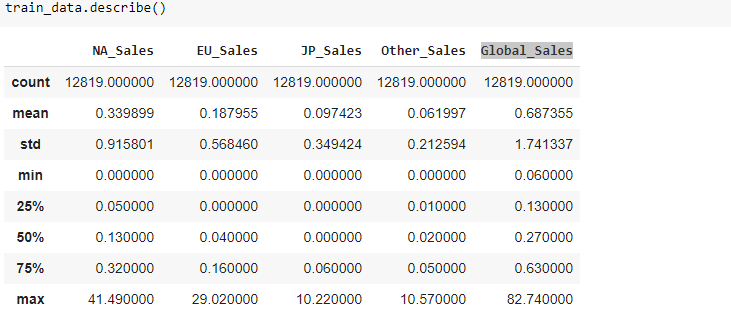 train_data.describe()
NA_Sales EU_Sales JP_Sales Other_Sales Global_Sales
count 12819.000000 12819.000000 12819.000000 12819.000000 12819.000000
mean 0.339899 0.187955 0.097423 0.061997 0.687355
std 0.915801 0.568460 0.349424 0.212594 1.741337
min 0.000000 0.000000 0.000000 0.000000 0.060000
25% 0.050000 0.000000 0.000000 0.010000 0.130000
50% 0.130000 0.040000 0.000000 0.020000 0.270000
75% 0.320000 0.160000 0.060000 0.050000 0.630000
max 41.490000 29.020000 10.220000 10.570000 82.740000